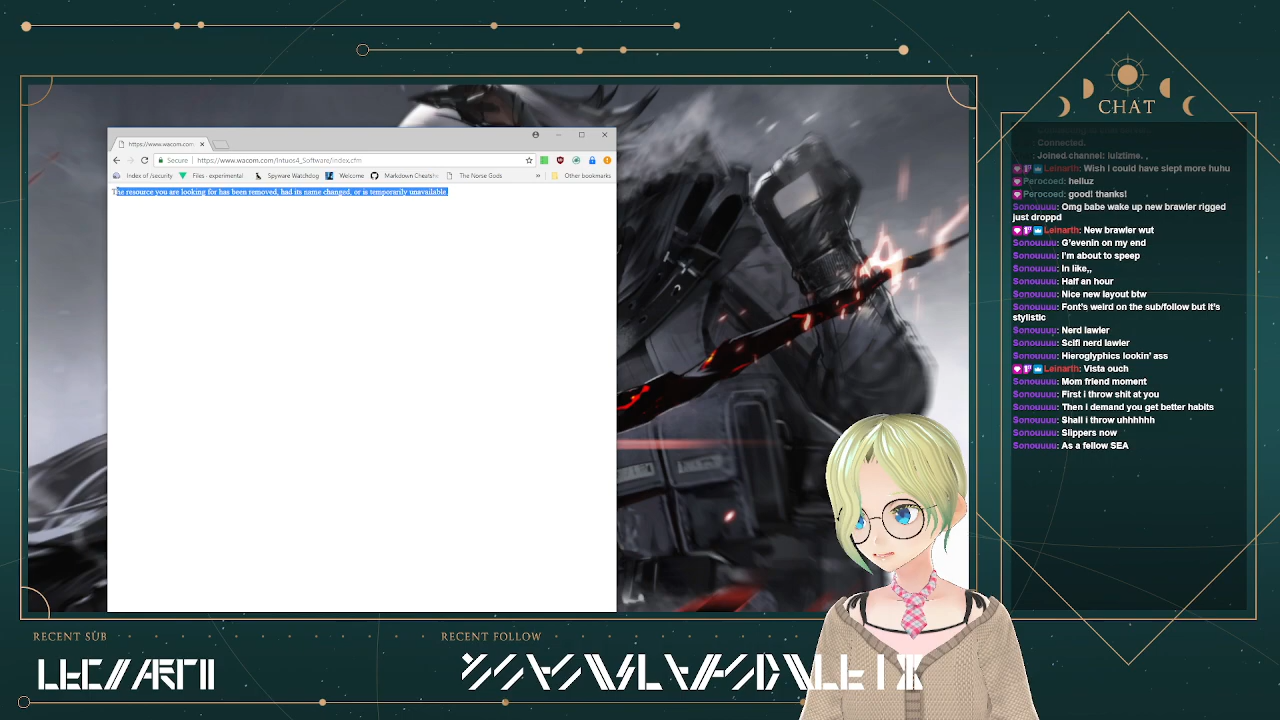 CHAT
https://www.wacom.com
Secure
https://www.wacom.com/Intuos4_Software/index.cfm
Index of /security
Files · experimental
Spyware Watchdog
Welcome
Markdown Cheatshe
The Norse Gods
»
Other bookmarks
The resource you are looking for has been removed, had its name changed, or is temporarily unavailable.
: Connected.
: Joined channel: lulztime. ,
Leinarth: Wish I could have slept more huhu
Perocoed: helluz
Perocoed: good! thanks!
Sonouuuu: Omg babe wake up new brawler rigged
just droppd
Leinarth: New brawler wut
Sonouuuu: G'evenin on my end
Sonouuuu: I'm about to speep
Sonouuuu: In like,,
Sonouuuu: Half an hour
Sonouuuu: Nice new layout btw
Sonouuuu: Font's weird on the sub/follow but it's
stylistic
Sonouuuu: Nerd lawler
Sonouuuu: Scifi nerd lawler
Sonouuuu: Hieroglyphics lookin' ass
Leinarth: Vista ouch
Sonouuuu: Mom friend moment
Sonouuuu: First i throw shit at you
Sonouuuu: Then i demand you get better habits
Sonouuuu: Shall i throw uhhhhhh
Sonouuuu: Slippers now
Sonouuuu: As a fellow SEA
RECENT SUB
RECENT FOLLOW